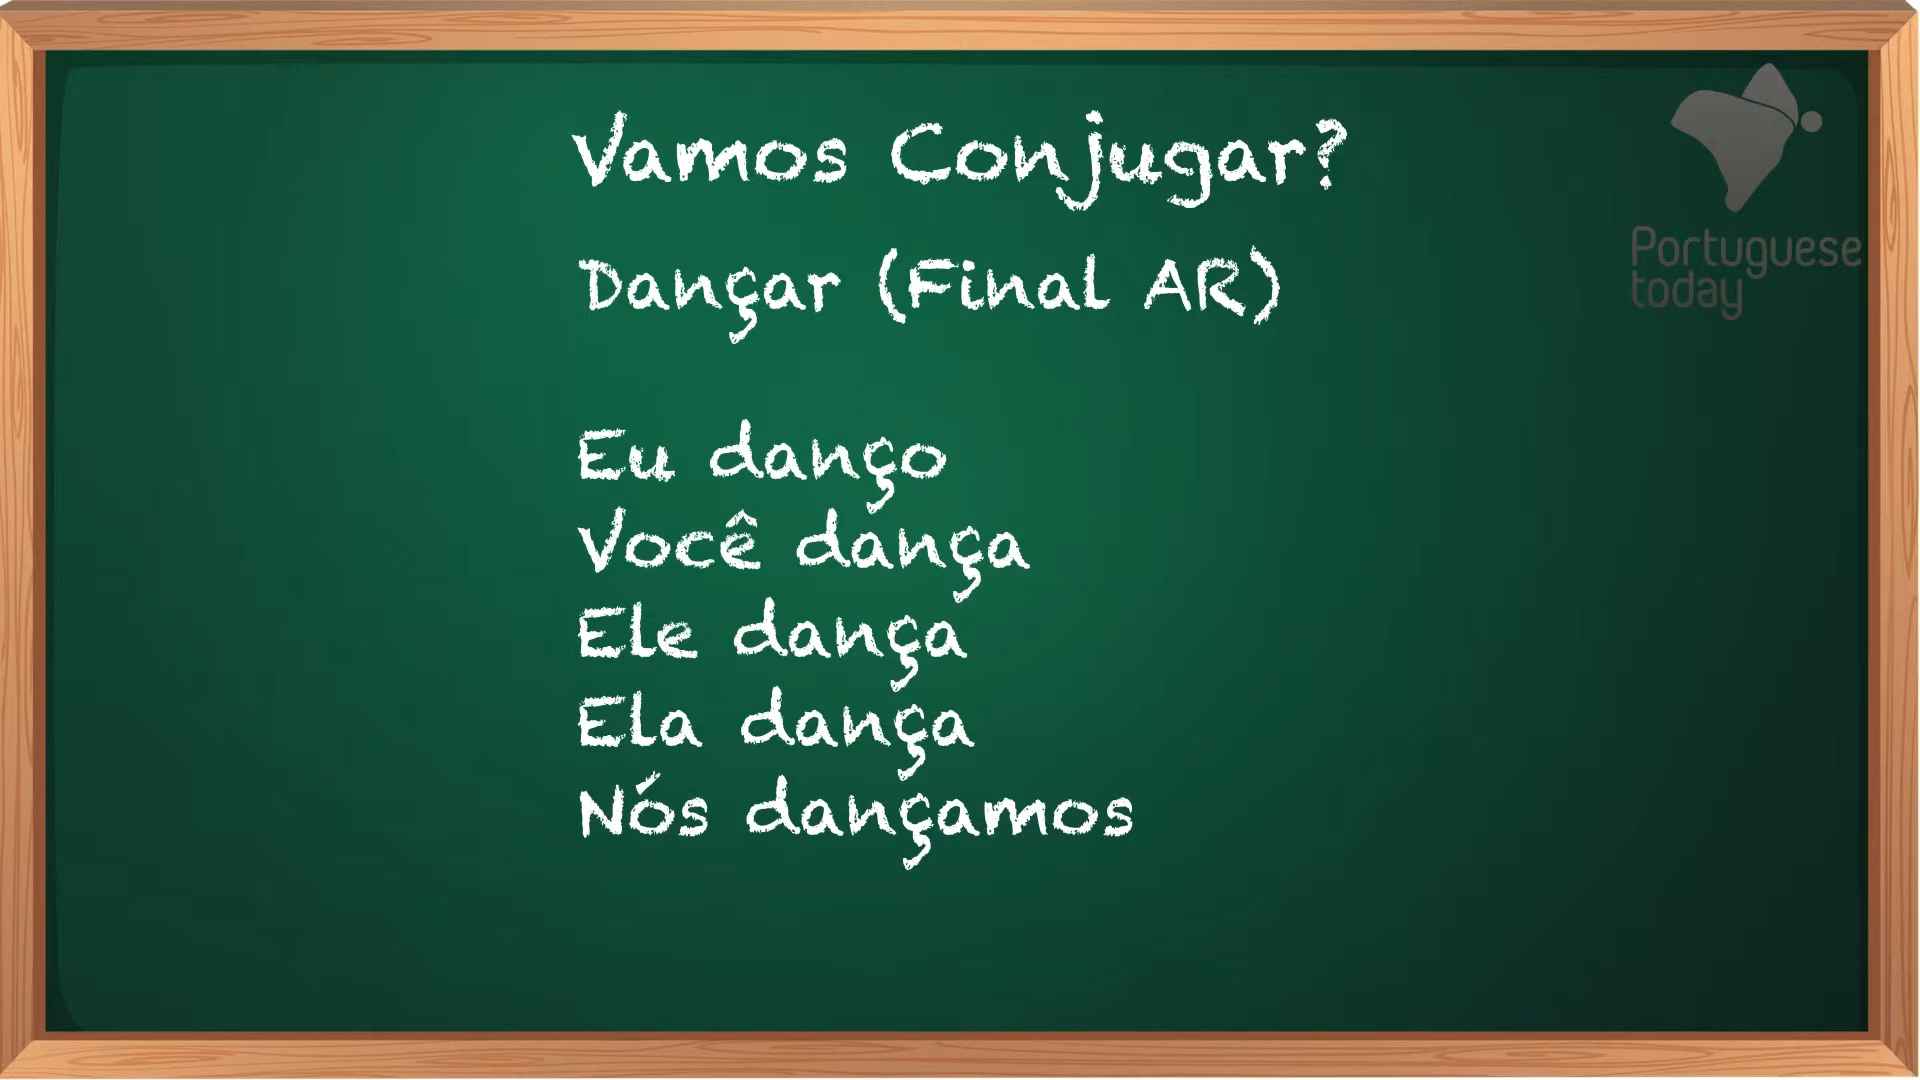 Vamos Conjugar?
Dançar (Final AR)
Eu danço
Você dança
Ele dança
Ela dança
Nós dançamos
Portuguese
today